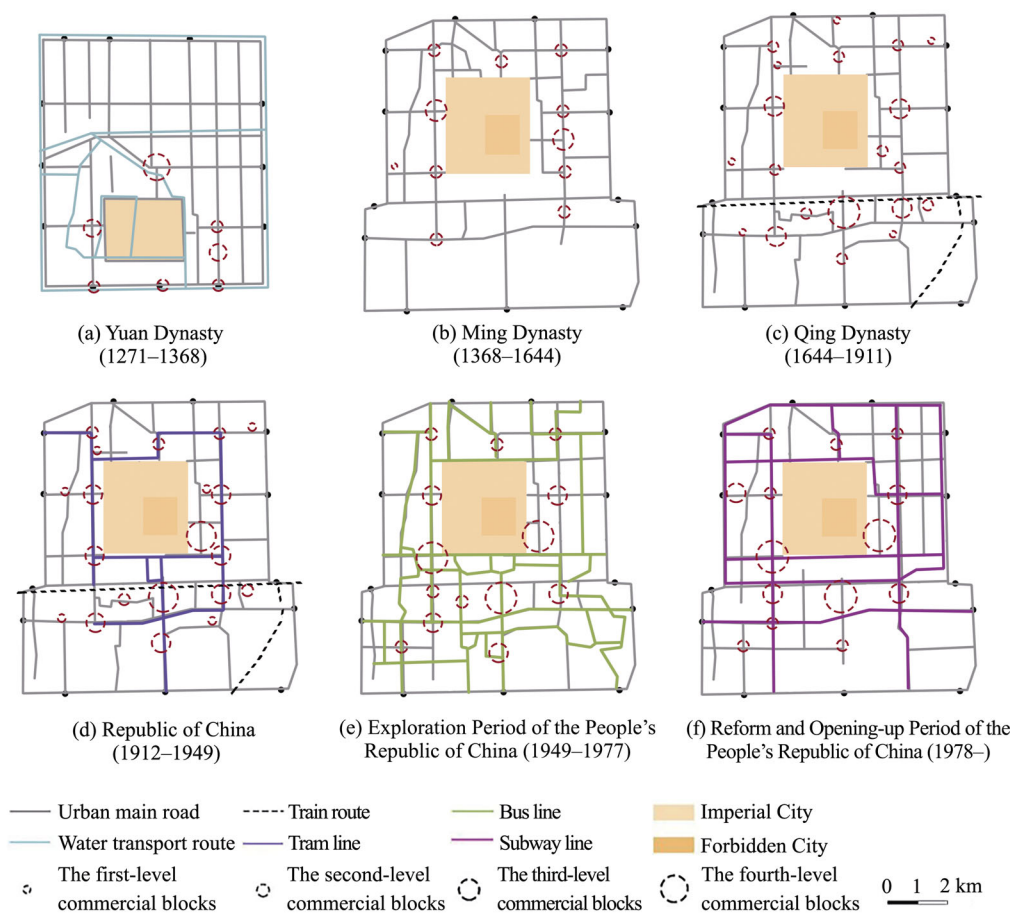 (a) Yuan Dynasty
(1271–1368)
(b) Ming Dynasty
(1368–1644)
(c) Qing Dynasty
(1644–1911)
(d) Republic of China
(1912–1949)
(e) Exploration Period of the People's
Republic of China (1949–1977)
(f) Reform and Opening-up Period of the
People's Republic of China (1978–)
Urban main road
Train route
Bus line
Imperial City
Water transport route
Tram line
Subway line
Forbidden City
The first-level
commercial blocks
The second-level
commercial blocks
The third-level
commercial blocks
The fourth-level
commercial blocks
0 1 2 km